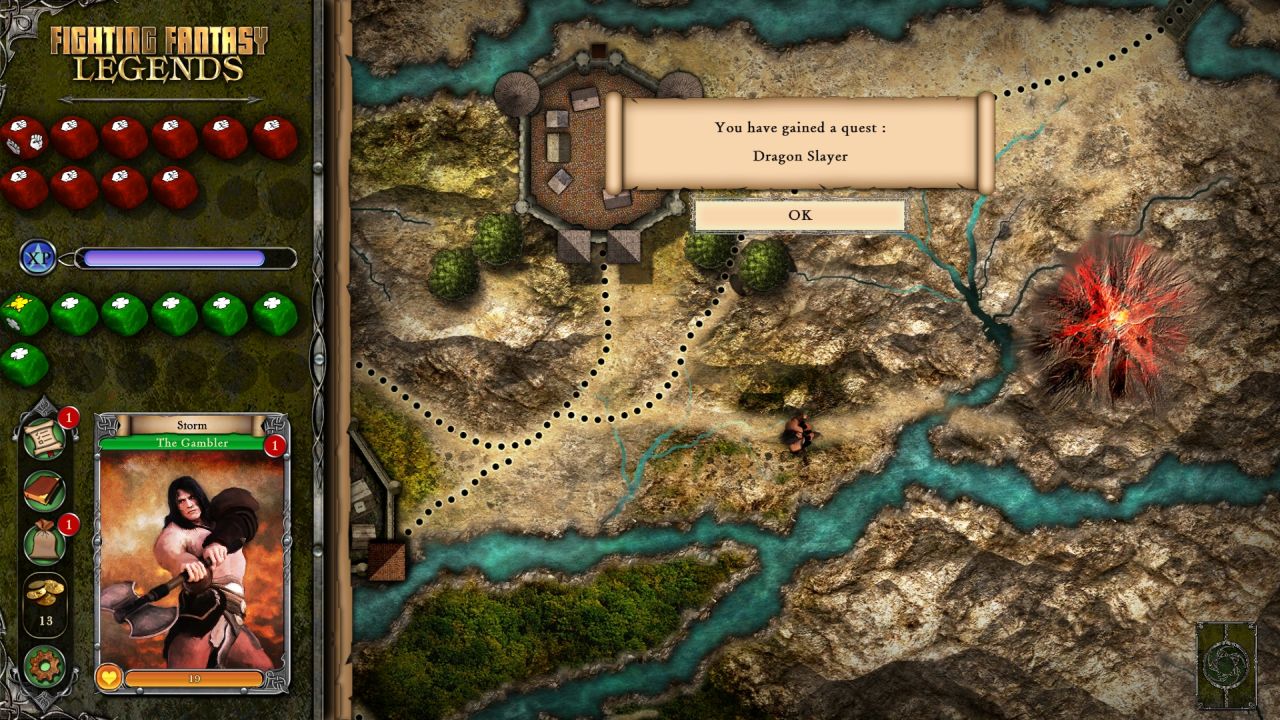 FIGHTING FANTASY
LEGENDS
You have gained a quest :
Dragon Slayer
OK
XP
1
Storm
The Gambler
1
1
13
19